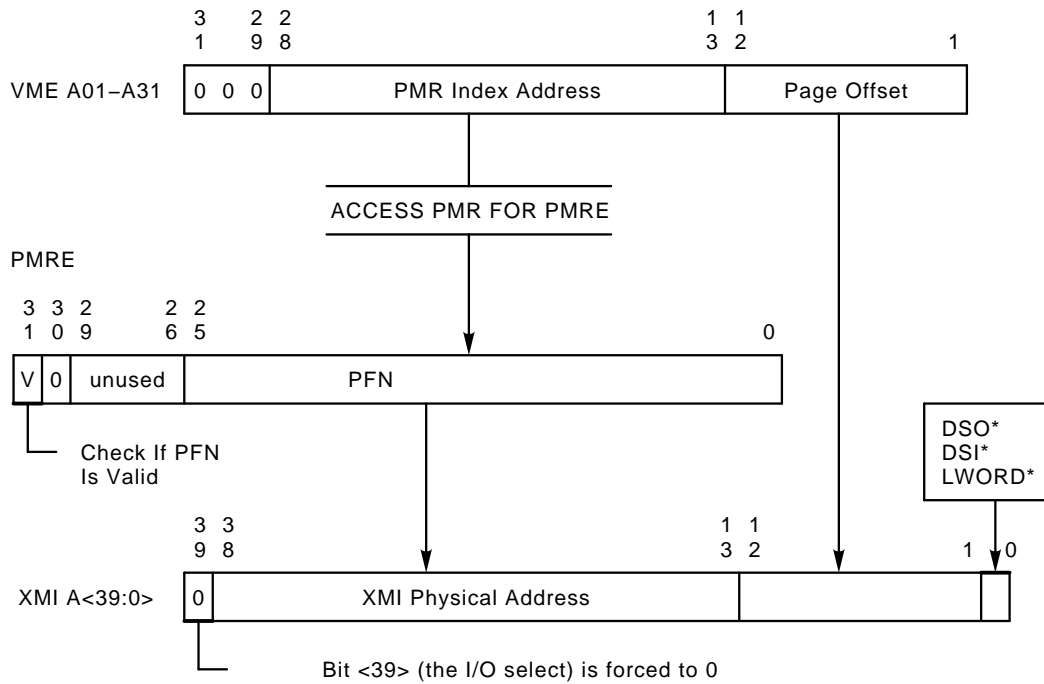 3 2 2 1 1
1 9 8 3 2 1
VME A01–A31 0 0 0 PMR Index Address Page Offset
ACCESS PMR FOR PMRE
PMRE
3 3 2 2 2
1 0 9 6 5 0
V 0 unused PFN
Check If PFN
Is Valid
DSO*
DSI*
LWORD*
3 3 1 1
9 8 3 2 1 0
XMI A<39:0> 0 XMI Physical Address
Bit <39> (the I/O select) is forced to 0